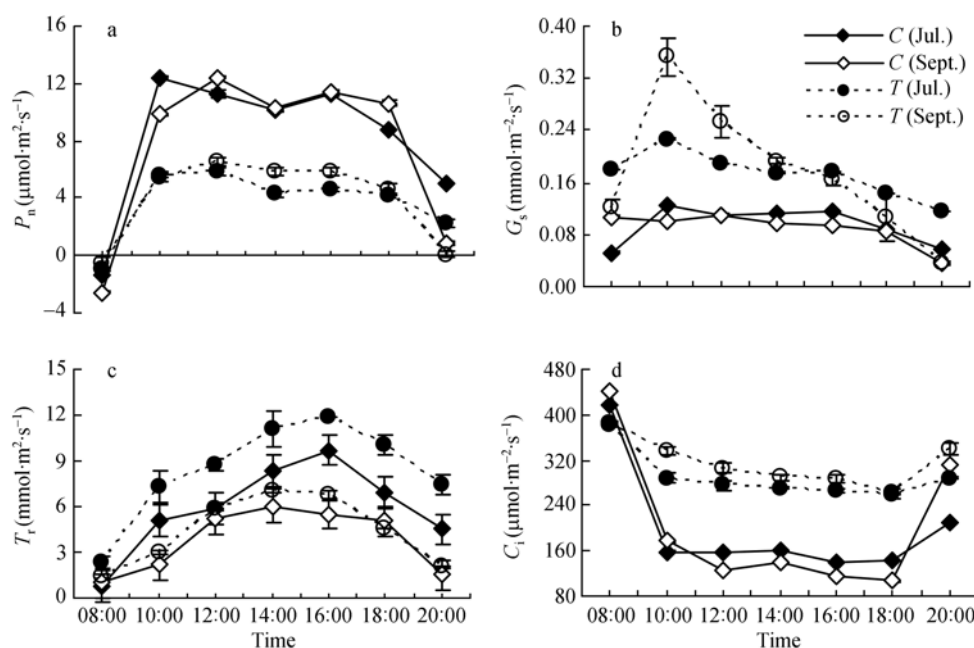 a
16
12
8
4
0
−4
Pn (μmol·m²·s⁻¹)
b
0.40
0.32
0.24
0.16
0.08
0.00
Gs (mmol·m⁻²·s⁻¹)
C (Jul.)
C (Sept.)
T (Jul.)
T (Sept.)
c
15
12
9
6
3
0
Tr (mmol·m²·s⁻¹)
08:00 10:00 12:00 14:00 16:00 18:00 20:00
Time
d
480
400
320
240
160
80
Ci (μmol·m⁻²·s⁻¹)
08:00 10:00 12:00 14:00 16:00 18:00 20:00
Time